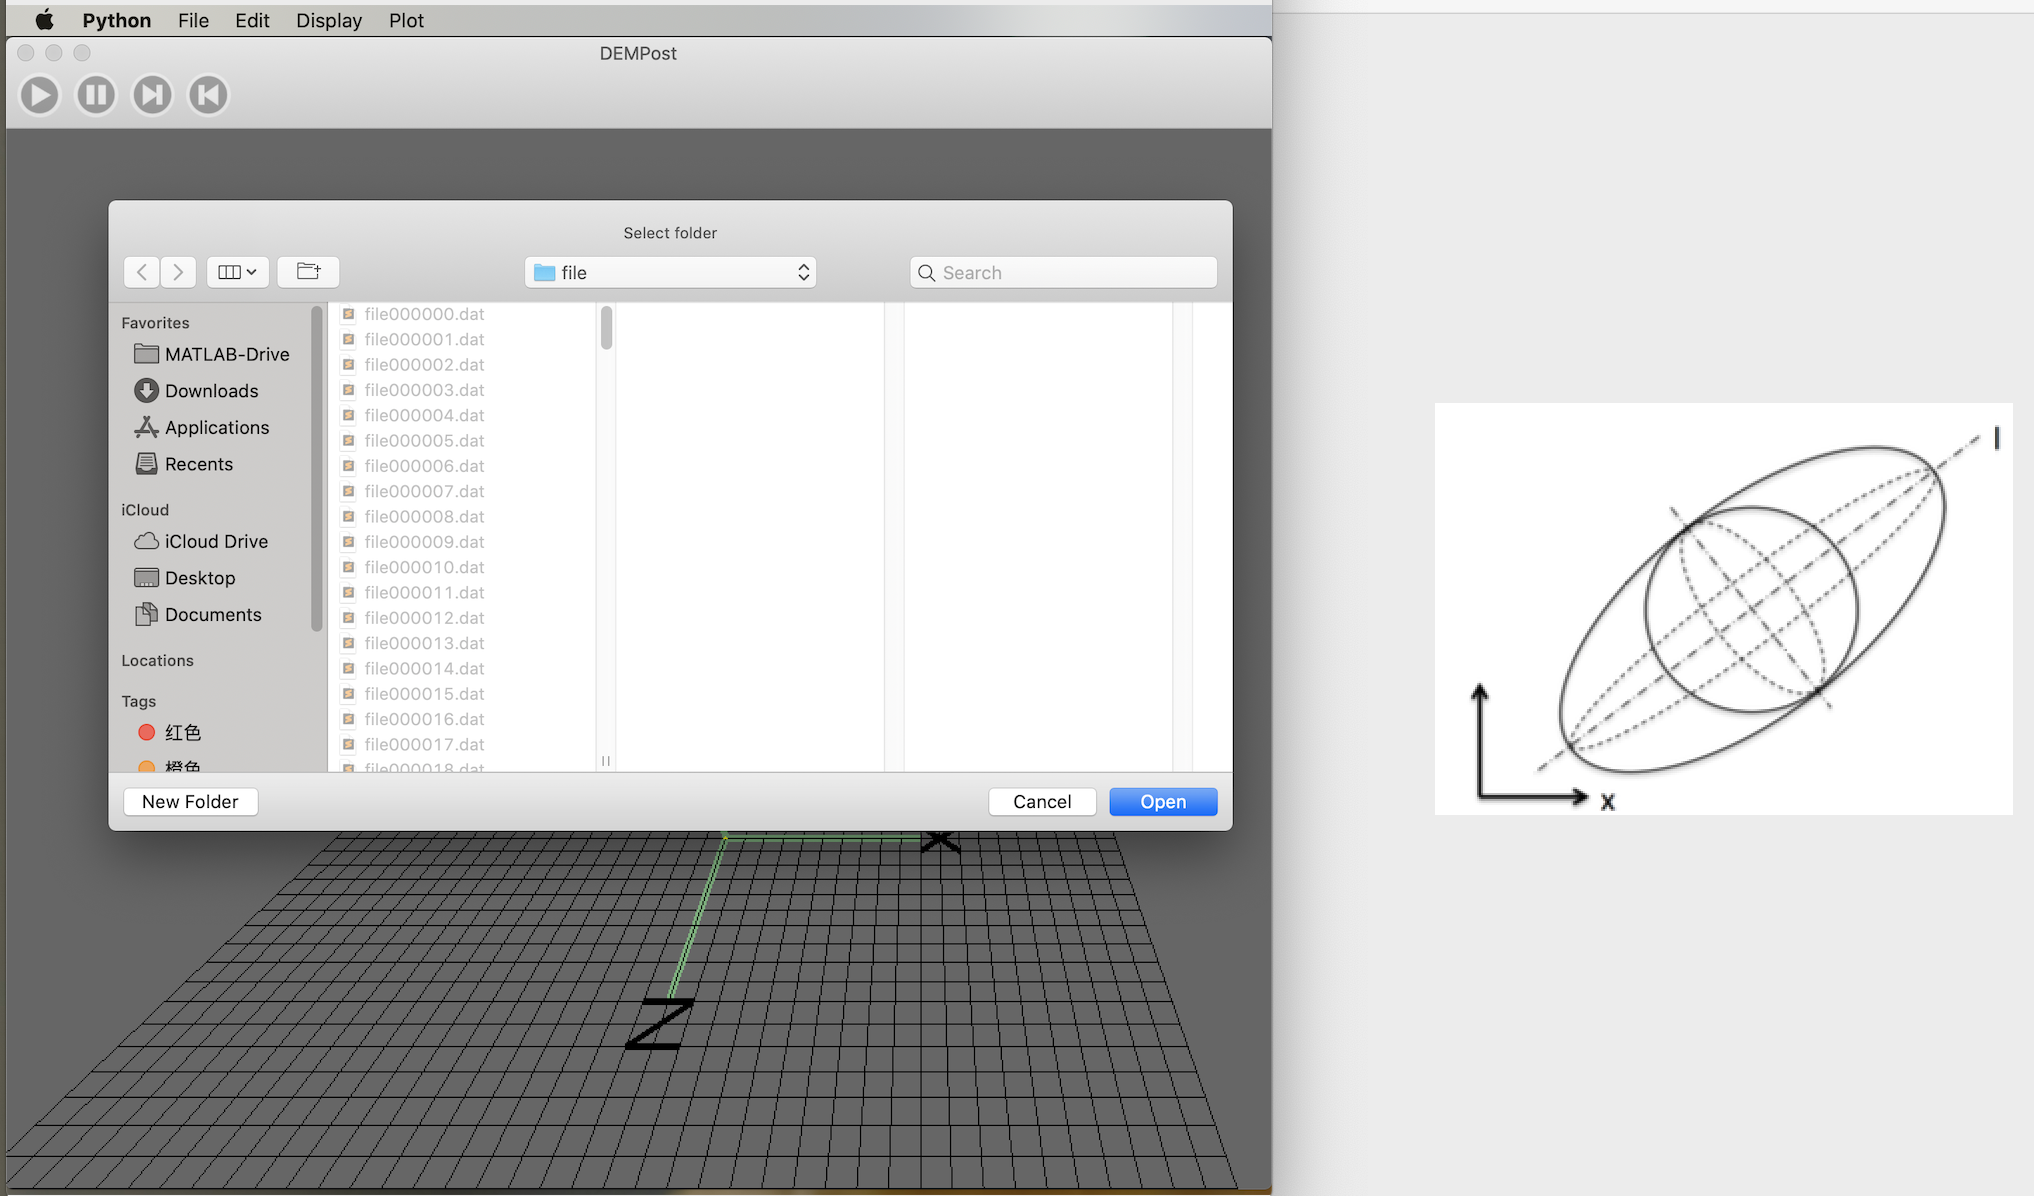 Python File Edit Display Plot
DEMPost
Select folder
file
Search
Favorites
MATLAB-Drive
Downloads
Applications
Recents
iCloud
iCloud Drive
Desktop
Documents
Locations
Tags
红色
橙色
file000000.dat
file000001.dat
file000002.dat
file000003.dat
file000004.dat
file000005.dat
file000006.dat
file000007.dat
file000008.dat
file000009.dat
file000010.dat
file000011.dat
file000012.dat
file000013.dat
file000014.dat
file000015.dat
file000016.dat
file000017.dat
file000018.dat
New Folder
Cancel
Open
X
Z
l
x